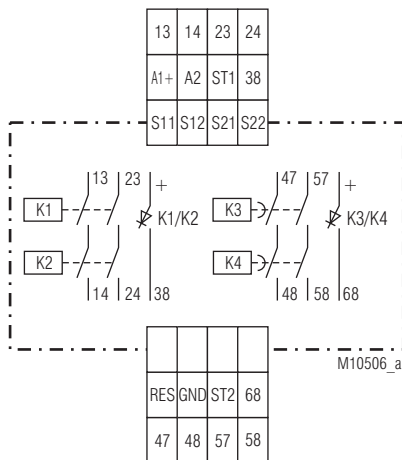 13 14 23 24
A1+ A2 ST1 38
S11 S12 S21 S22
13 23 + 47 57 +
K1 K1/K2 K3 K3/K4
K2 K4
14 24 38 48 58 68
M10506_a
RES GND ST2 68
47 48 57 58